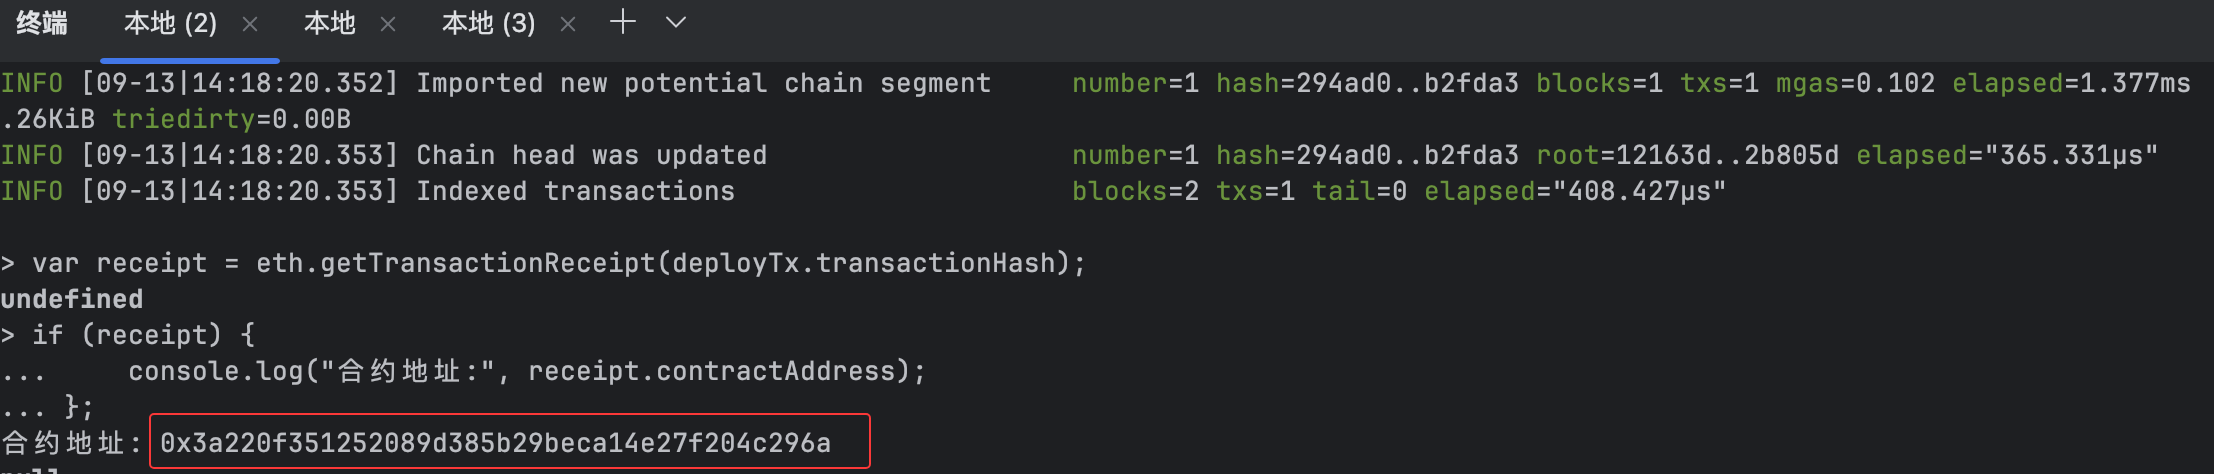 终端 本地 (2) × 本地 × 本地 (3) ×
INFO [09-13|14:18:20.352] Imported new potential chain segment number=1 hash=294ad0..b2fda3 blocks=1 txs=1 mgas=0.102 elapsed=1.377ms
.26KiB triedirty=0.00B
INFO [09-13|14:18:20.353] Chain head was updated number=1 hash=294ad0..b2fda3 root=12163d..2b805d elapsed="365.331µs"
INFO [09-13|14:18:20.353] Indexed transactions blocks=2 txs=1 tail=0 elapsed="408.427µs"
> var receipt = eth.getTransactionReceipt(deployTx.transactionHash);
undefined
> if (receipt) {
... console.log("合约地址:", receipt.contractAddress);
... };
合约地址: 0x3a220f351252089d385b29beca14e27f204c296a